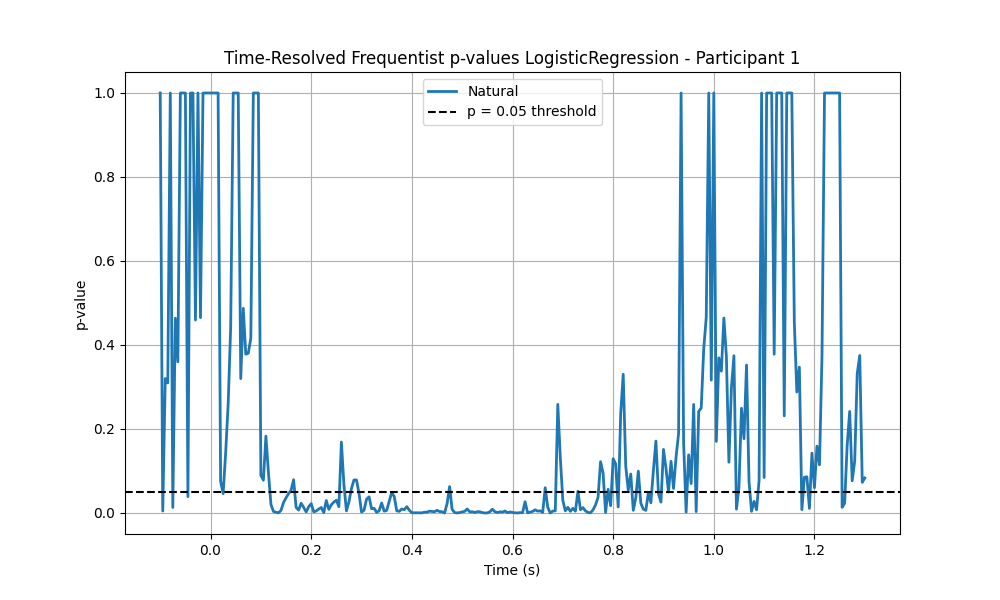 Time-Resolved Frequentist p-values LogisticRegression - Participant 1
Natural
p = 0.05 threshold
p-value
1.0
0.8
0.6
0.4
0.2
0.0
0.0 0.2 0.4 0.6 0.8 1.0 1.2
Time (s)